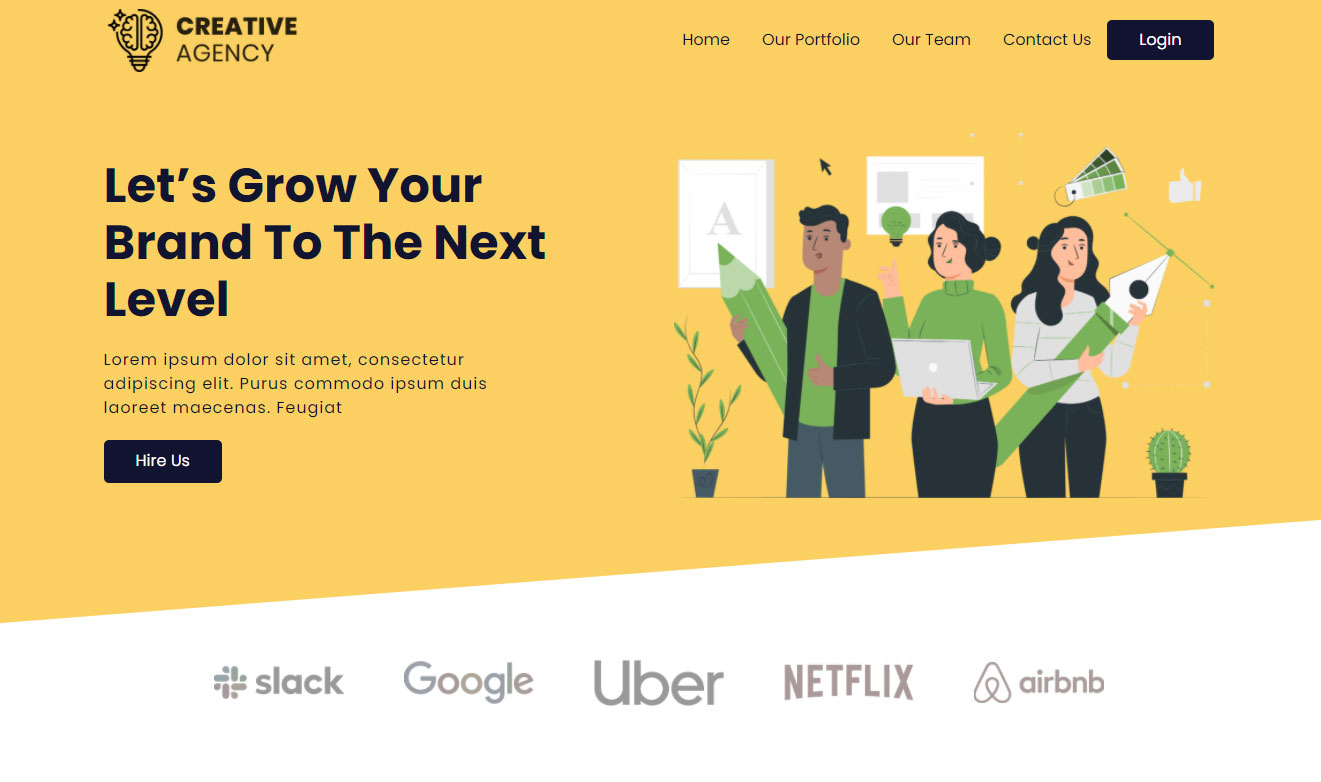 CREATIVE
AGENCY
Home Our Portfolio Our Team Contact Us Login
Let’s Grow Your
Brand To The Next
Level
A
Lorem ipsum dolor sit amet, consectetur
adipiscing elit. Purus commodo ipsum duis
laoreet maecenas. Feugiat
Hire Us
slack Google Uber NETFLIX airbnb